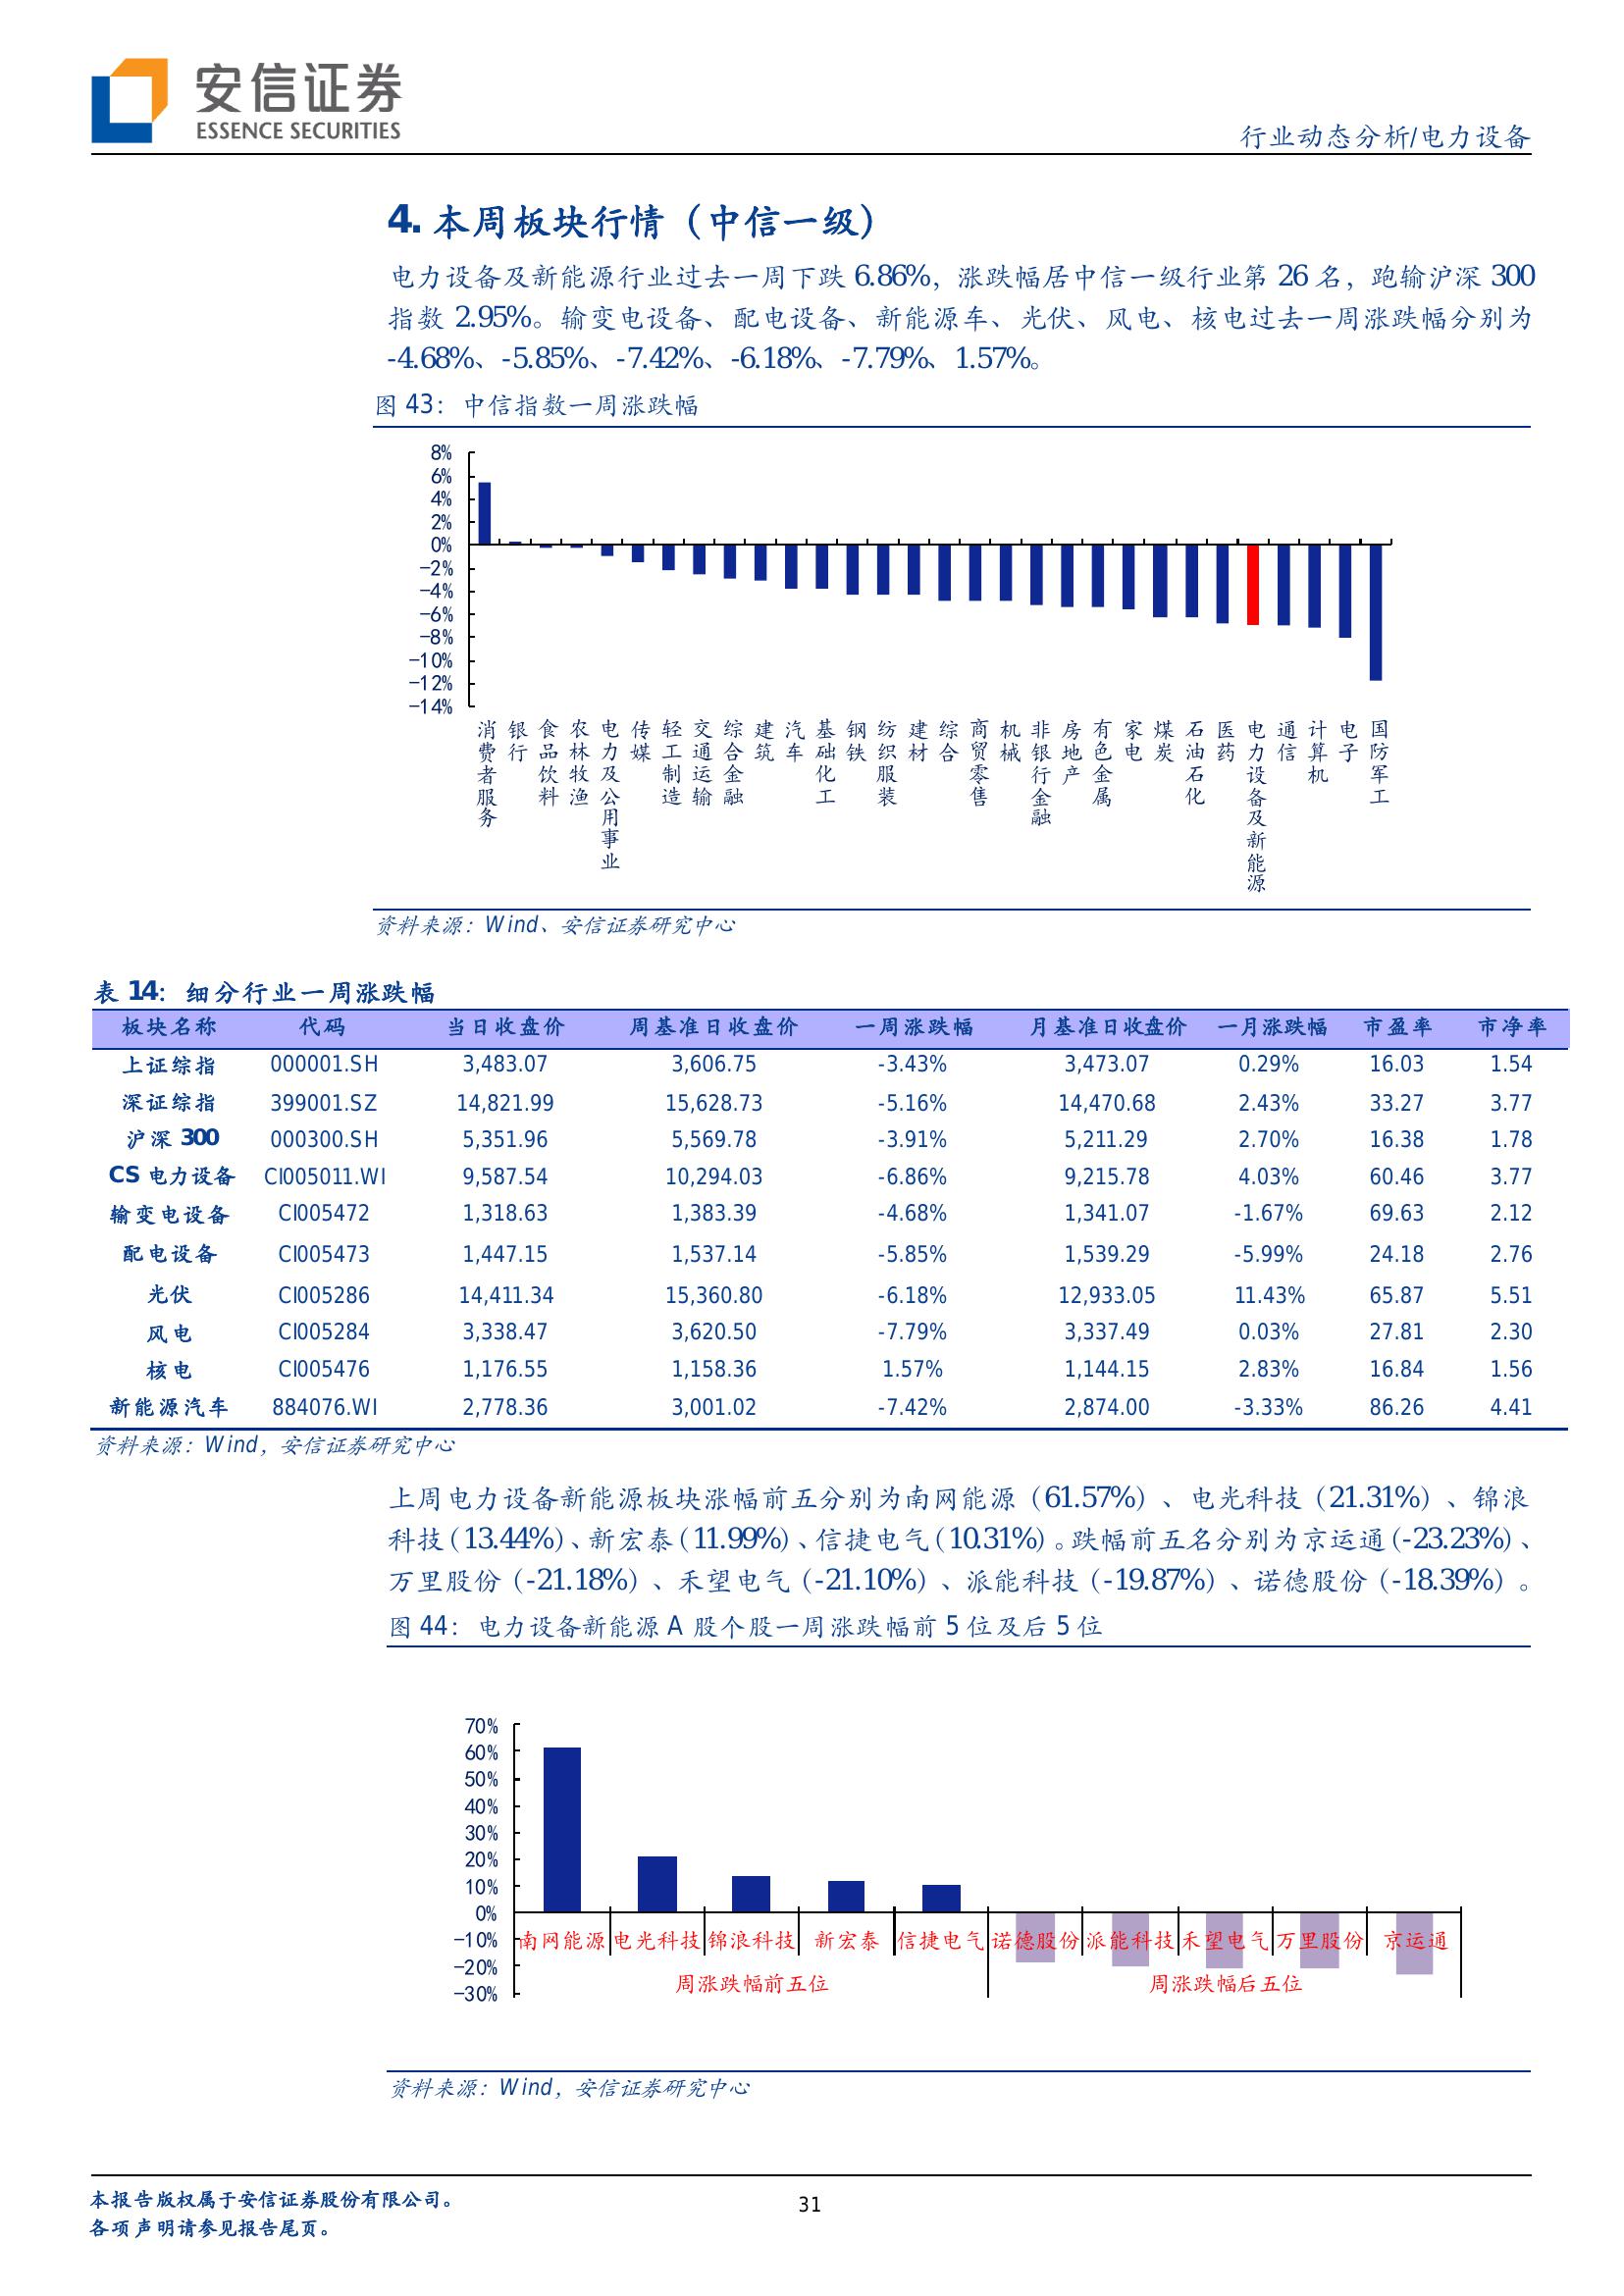 安信证券
ESSENCE SECURITIES
行业动态分析/电力设备
4. 本周板块行情（中信一级）
电力设备及新能源行业过去一周下跌 6.86%，涨跌幅居中信一级行业第 26 名，跑输沪深 300
指数 2.95%。输变电设备、配电设备、新能源车、光伏、风电、核电过去一周涨跌幅分别为
-4.68%、-5.85%、-7.42%、-6.18%、-7.79%、1.57%。
图 43：中信指数一周涨跌幅
8%
6%
4%
2%
0%
-2%
-4%
-6%
-8%
-10%
-12%
-14%
消费者服务
银行
食品饮料
农林牧渔
电力及公用事业
传媒
轻工制造
交通运输
综合金融
建筑
汽车
基础化工
钢铁
纺织服装
建材
综合
商贸零售
机械
非银行金融
房地产
有色金属
家电
煤炭
石油石化
医药
电力设备及新能源
通信
计算机
电子
国防军工
资料来源：Wind、安信证券研究中心
表 14：细分行业一周涨跌幅
板块名称 代码 当日收盘价 周基准日收盘价 一周涨跌幅 月基准日收盘价 一月涨跌幅 市盈率 市净率
上证综指 000001.SH 3,483.07 3,606.75 -3.43% 3,473.07 0.29% 16.03 1.54
深证综指 399001.SZ 14,821.99 15,628.73 -5.16% 14,470.68 2.43% 33.27 3.77
沪深 300 000300.SH 5,351.96 5,569.78 -3.91% 5,211.29 2.70% 16.38 1.78
CS 电力设备 CI005011.WI 9,587.54 10,294.03 -6.86% 9,215.78 4.03% 60.46 3.77
输变电设备 CI005472 1,318.63 1,383.39 -4.68% 1,341.07 -1.67% 69.63 2.12
配电设备 CI005473 1,447.15 1,537.14 -5.85% 1,539.29 -5.99% 24.18 2.76
光伏 CI005286 14,411.34 15,360.80 -6.18% 12,933.05 11.43% 65.87 5.51
风电 CI005284 3,338.47 3,620.50 -7.79% 3,337.49 0.03% 27.81 2.30
核电 CI005476 1,176.55 1,158.36 1.57% 1,144.15 2.83% 16.84 1.56
新能源汽车 884076.WI 2,778.36 3,001.02 -7.42% 2,874.00 -3.33% 86.26 4.41
资料来源：Wind，安信证券研究中心
上周电力设备新能源板块涨幅前五分别为南网能源（61.57%）、电光科技（21.31%）、锦浪
科技（13.44%）、新宏泰（11.99%）、信捷电气（10.31%）。跌幅前五名分别为京运通（-23.23%）、
万里股份（-21.18%）、禾望电气（-21.10%）、派能科技（-19.87%）、诺德股份（-18.39%）。
图 44：电力设备新能源 A 股个股一周涨跌幅前 5 位及后 5 位
70%
60%
50%
40%
30%
20%
10%
0%
-10%
-20%
-30%
南网能源 电光科技 锦浪科技 新宏泰 信捷电气 诺德股份 派能科技 禾望电气 万里股份 京运通
周涨跌幅前五位 周涨跌幅后五位
资料来源：Wind，安信证券研究中心
本报告版权属于安信证券股份有限公司。
各项声明请参见报告尾页。
31